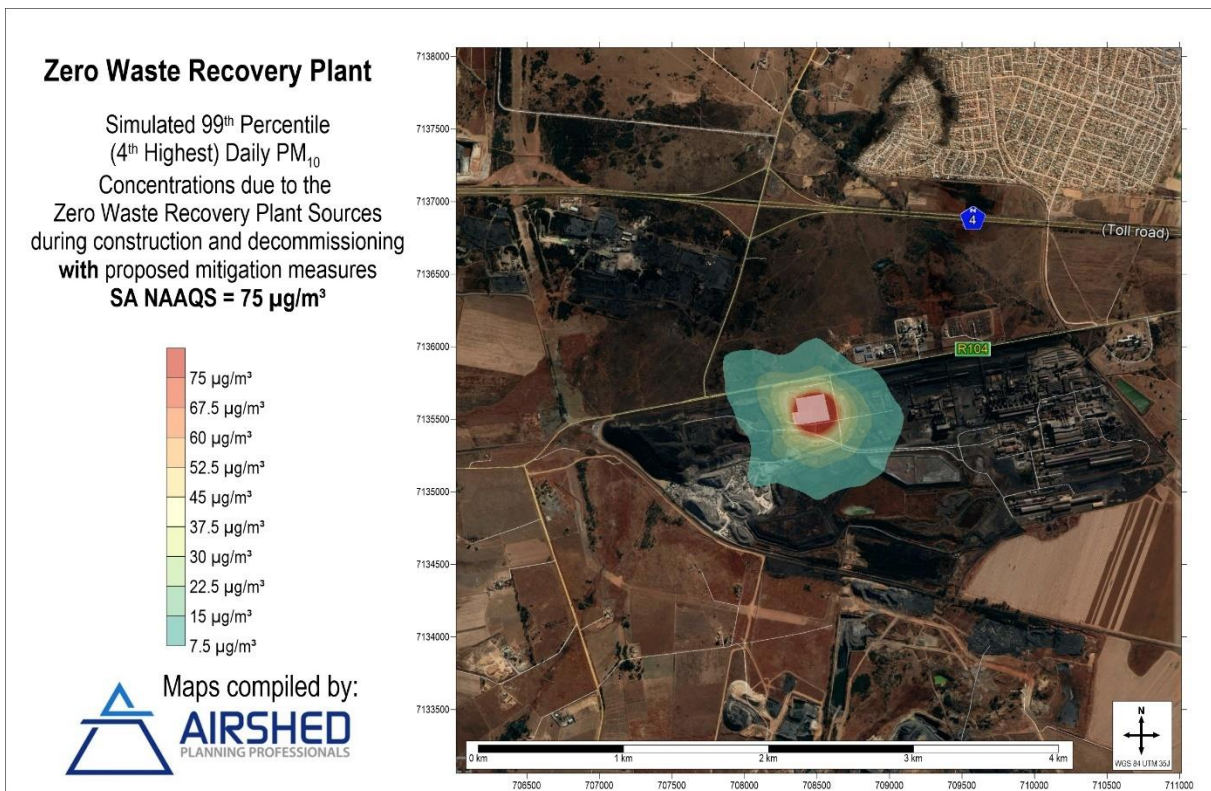 Zero Waste Recovery Plant
Simulated 99th Percentile
(4th Highest) Daily PM10
Concentrations due to the
Zero Waste Recovery Plant Sources
during construction and decommissioning
with proposed mitigation measures
SA NAAQS = 75 µg/m³
75 µg/m³
67.5 µg/m³
60 µg/m³
52.5 µg/m³
45 µg/m³
37.5 µg/m³
30 µg/m³
22.5 µg/m³
15 µg/m³
7.5 µg/m³
Maps compiled by:
AIRSHED
PLANNING PROFESSIONALS
7138000
7137500
7137000
7136500
7136000
7135500
7135000
7134500
7134000
7133500
N
4
(Toll road)
R104
0 km 1 km 2 km 3 km 4 km
N
WGS 84 UTM 35J
706500 707000 707500 708000 708500 709000 709500 710000 710500 711000